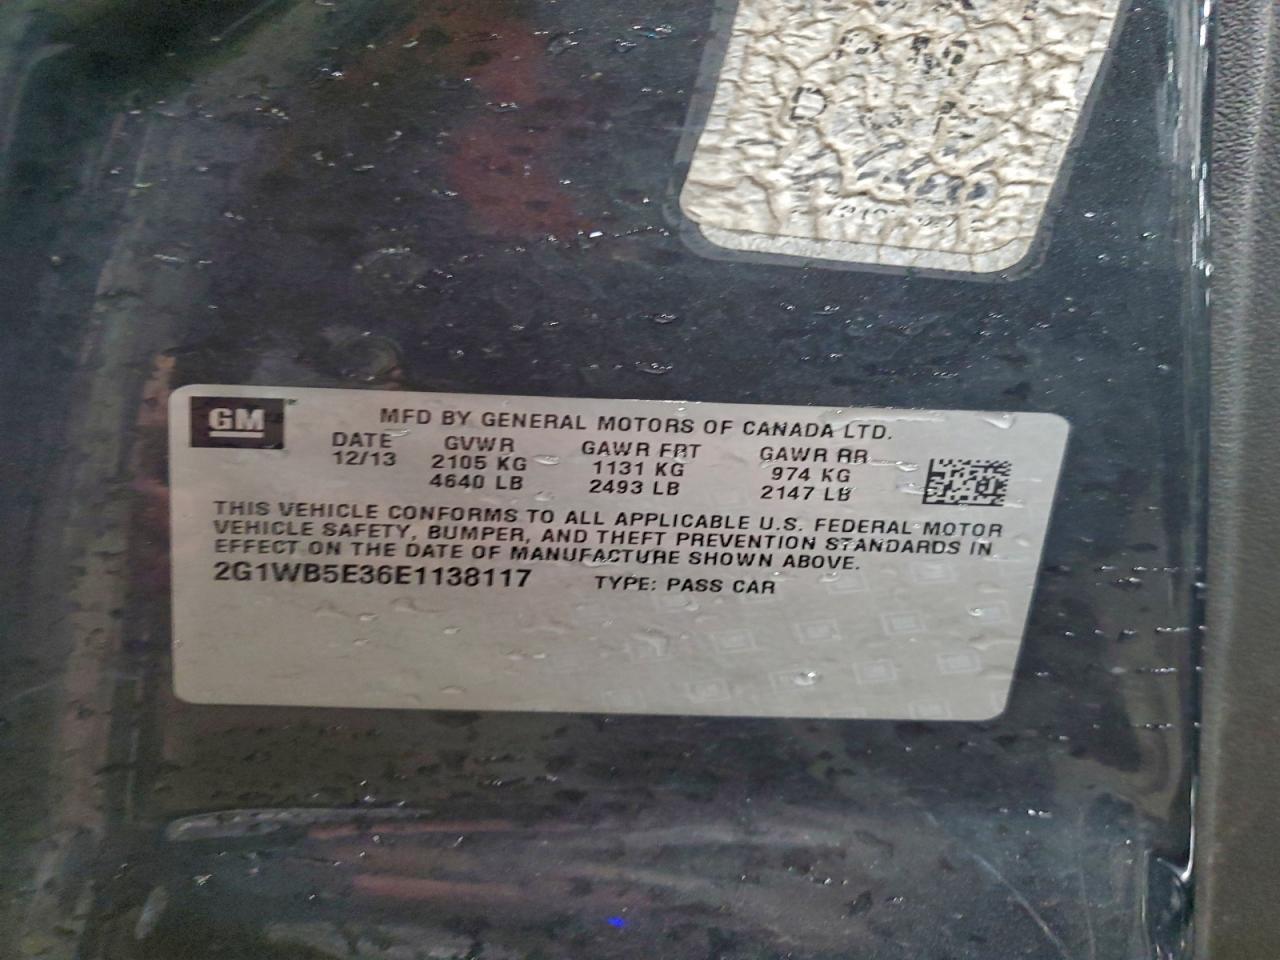 GM
MFD BY GENERAL MOTORS OF CANADA LTD.
DATE GVWR GAWR FRT GAWR RR
12/13 2105 KG 1131 KG 974 KG
4640 LB 2493 LB 2147 LB
THIS VEHICLE CONFORMS TO ALL APPLICABLE U.S. FEDERAL MOTOR
VEHICLE SAFETY, BUMPER, AND THEFT PREVENTION STANDARDS IN
EFFECT ON THE DATE OF MANUFACTURE SHOWN ABOVE.
2G1WB5E36E1138117 TYPE: PASS CAR